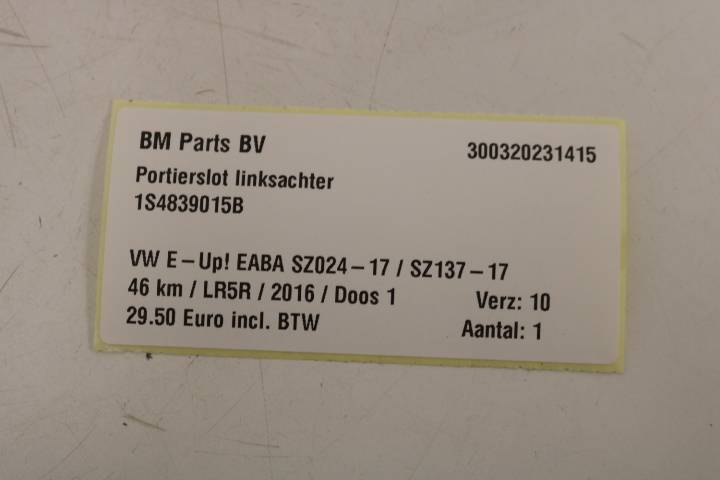 BM Parts BV 300320231415
Portierslot linksachter
1S4839015B
VW E-Up! EABA SZ024-17 / SZ137-17
46 km / LR5R / 2016 / Doos 1 Verz: 10
29.50 Euro incl. BTW Aantal: 1